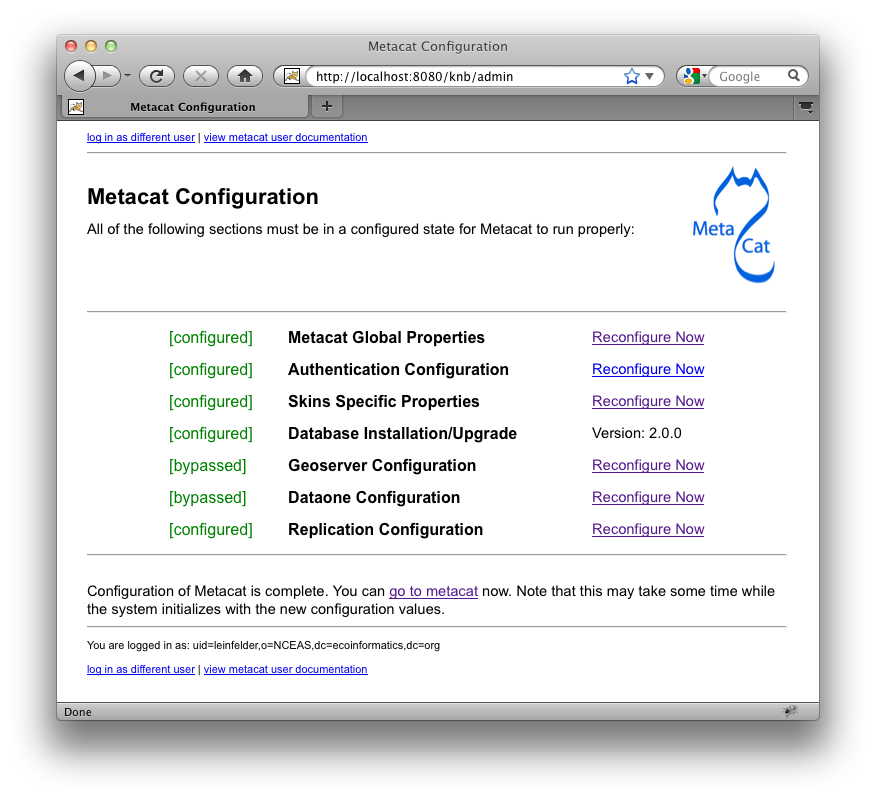 Metacat Configuration
http://localhost:8080/knb/admin
Google
Metacat Configuration
log in as different user | view metacat user documentation
Metacat Configuration
All of the following sections must be in a configured state for Metacat to run properly:
Meta
Cat
[configured] Metacat Global Properties Reconfigure Now
[configured] Authentication Configuration Reconfigure Now
[configured] Skins Specific Properties Reconfigure Now
[configured] Database Installation/Upgrade Version: 2.0.0
[bypassed] Geoserver Configuration Reconfigure Now
[bypassed] Dataone Configuration Reconfigure Now
[configured] Replication Configuration Reconfigure Now
Configuration of Metacat is complete. You can go to metacat now. Note that this may take some time while
the system initializes with the new configuration values.
You are logged in as: uid=leinfelder,o=NCEAS,dc=ecoinformatics,dc=org
log in as different user | view metacat user documentation
Done